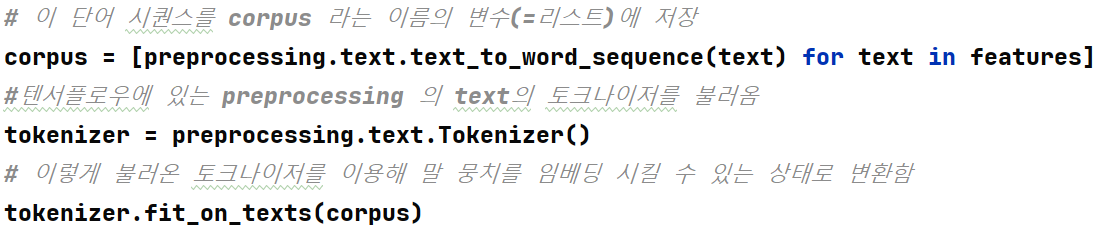 # 이 단어 시퀀스를 corpus 라는 이름의 변수(=리스트)에 저장
corpus = [preprocessing.text.text_to_word_sequence(text) for text in features]
#텐서플로우에 있는 preprocessing 의 text의 토크나이저를 불러옴
tokenizer = preprocessing.text.Tokenizer()
# 이렇게 불러온 토크나이저를 이용해 말 뭉치를 임베딩 시킬 수 있는 상태로 변환함
tokenizer.fit_on_texts(corpus)